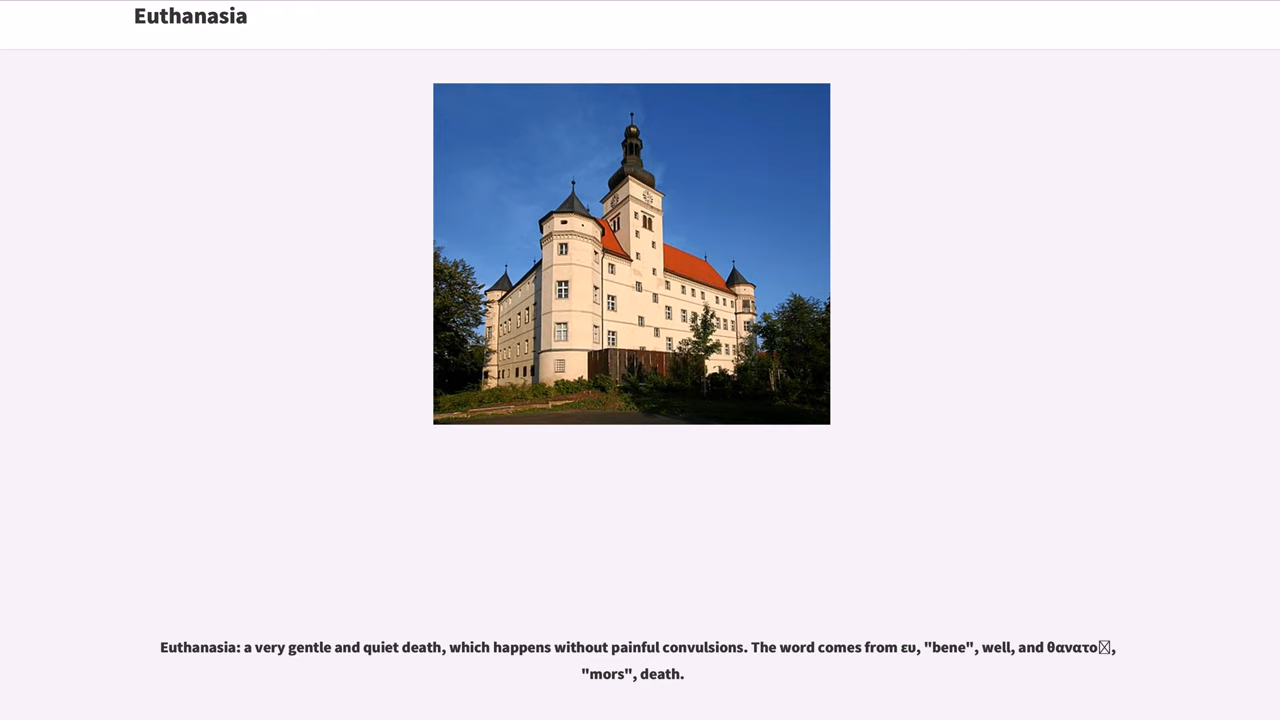 Euthanasia
Euthanasia: a very gentle and quiet death, which happens without painful convulsions. The word comes from ευ, "bene", well, and θανατο□,
"mors", death.